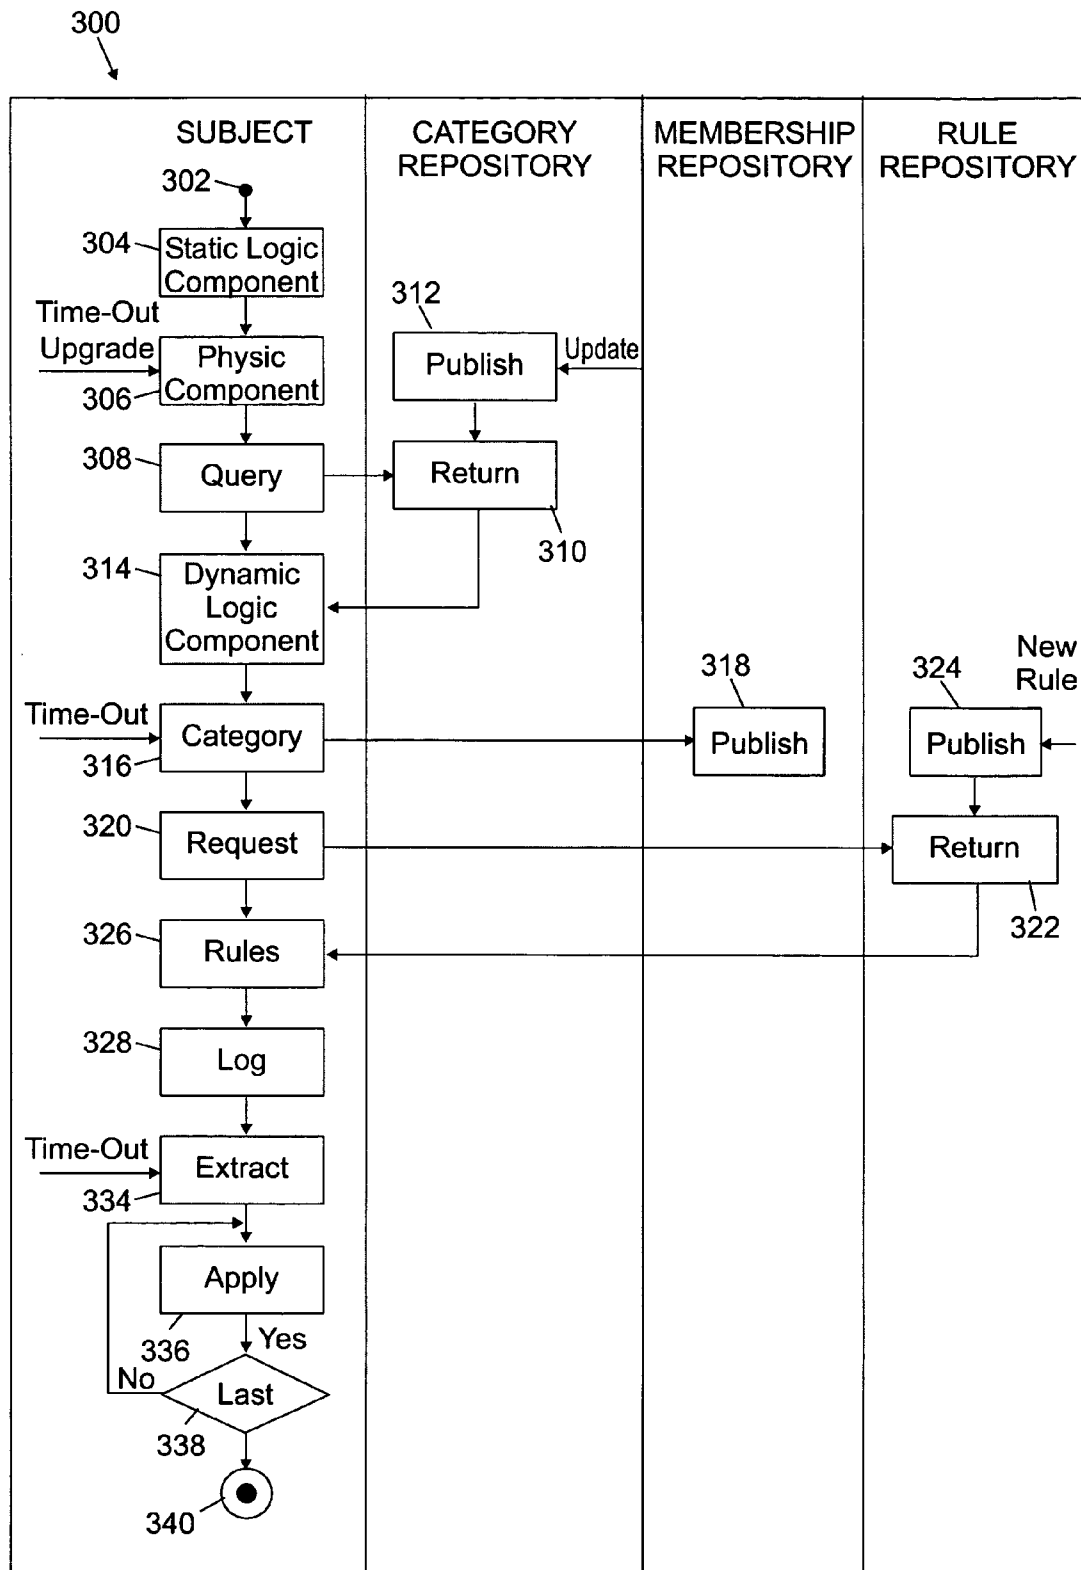 300
SUBJECT
CATEGORY
REPOSITORY
MEMBERSHIP
REPOSITORY
RULE
REPOSITORY
302
304
Static Logic
Component
Time-Out
Upgrade
306
Physic
Component
312
Publish
Update
308
Query
Return
310
314
Dynamic
Logic
Component
318
324
New
Rule
Time-Out
316
Category
Publish
Publish
320
Request
Return
322
326
Rules
328
Log
Time-Out
334
Extract
Apply
336
Yes
No
Last
338
340